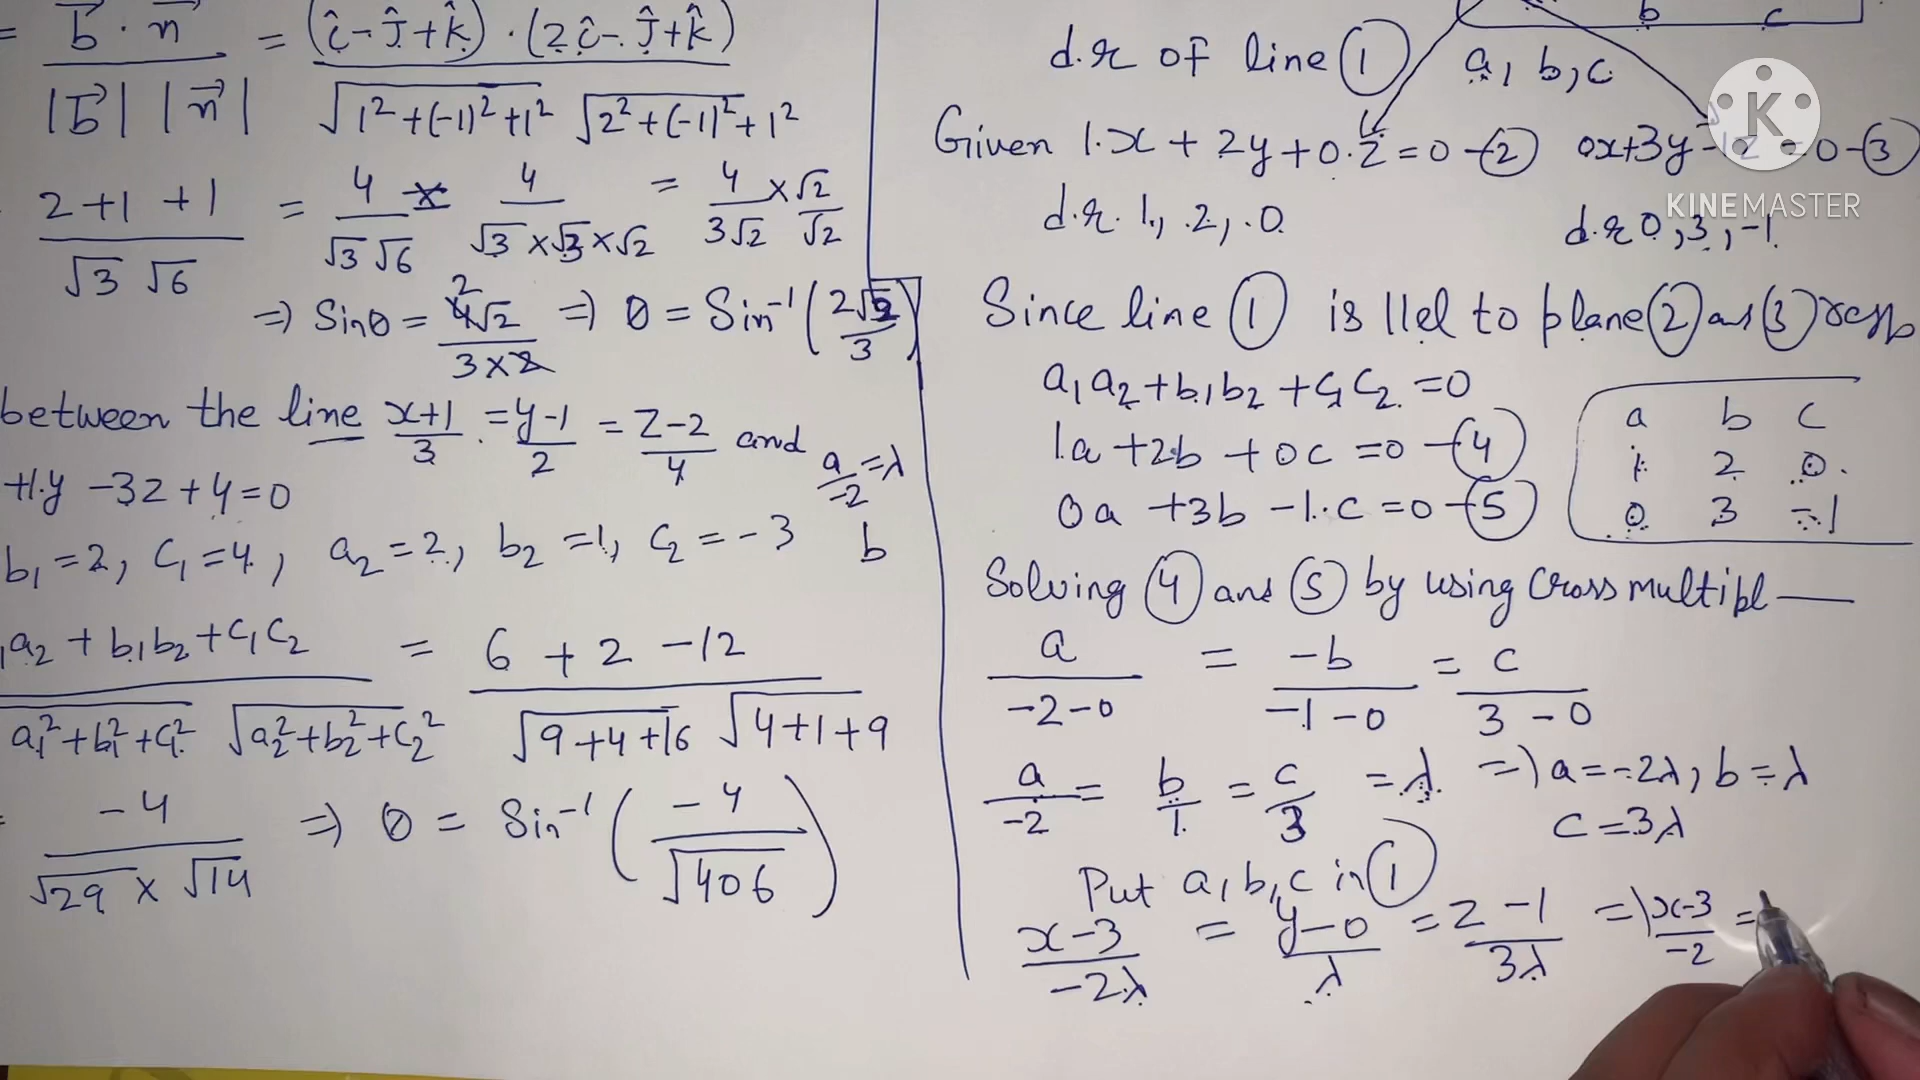 = b⃗ · n⃗ / |b⃗| |n⃗| = (î-ĵ+k̂)·(2î-ĵ+k̂) / √1²+(-1)²+1² √2²+(-1)²+1²
2+1+1 / √3 √6 = 4 / √3 √6 = 4 / √3×√3×√2 = 4 / 3√2 × √2 / √2
⇒ Sinθ = 4√2 / 3×2 ⇒ θ = Sin⁻¹(2√2 / 3)
between the line x+1 / 3 = y-1 / 2 = z-2 / 4 and
+1.y -3z+4=0
a / -2 = λ
b₁=2, c₁=4, a₂=2, b₂=1, c₂=-3
b
₁a₂+b₁b₂+c₁c₂ / √a₁²+b₁²+c₁² √a₂²+b₂²+c₂² = 6+2-12 / √9+4+16 √4+1+9
-4 / √29 × √14 ⇒ θ = Sin⁻¹(-4 / √406)
b c
d.r of line ① a, b, c
Given 1.x+2y+0.z=0-② 0x+3y-1z=0-③
d.r. 1, 2, 0 d.r 0, 3, -1
Since line ① is llel to plane ② and ③ resp
a₁a₂+b₁b₂+c₁c₂=0
1a+2b+0c=0-④
0a+3b-1.c=0-⑤
a b c
1 2 0
0 3 -1
Solving ④ and ⑤ by using Cross multipl—
a / -2-0 = -b / -1-0 = c / 3-0
a / -2 = b / 1 = c / 3 = λ ⇒ a=-2λ, b=λ
c=3λ
Put a,b,c in ①
x-3 / -2λ = y-0 / λ = z-1 / 3λ ⇒ x-3 / -2 =
K
KINEMASTER